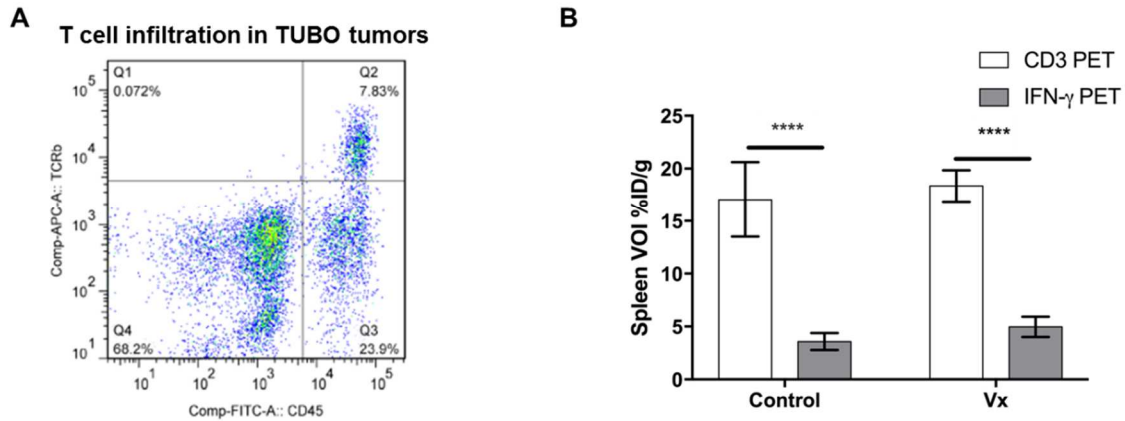 A
T cell infiltration in TUBO tumors
Q1
0.072%
Q2
7.83%
Q4
68.2%
Q3
23.9%
10^5
10^4
10^3
10^2
10^1
Comp-APC-A:: TCRb
10^1 10^2 10^3 10^4 10^5
Comp-FITC-A:: CD45
B
CD3 PET
IFN-γ PET
Spleen VOI %ID/g
25
20
15
10
5
0
****
****
Control Vx